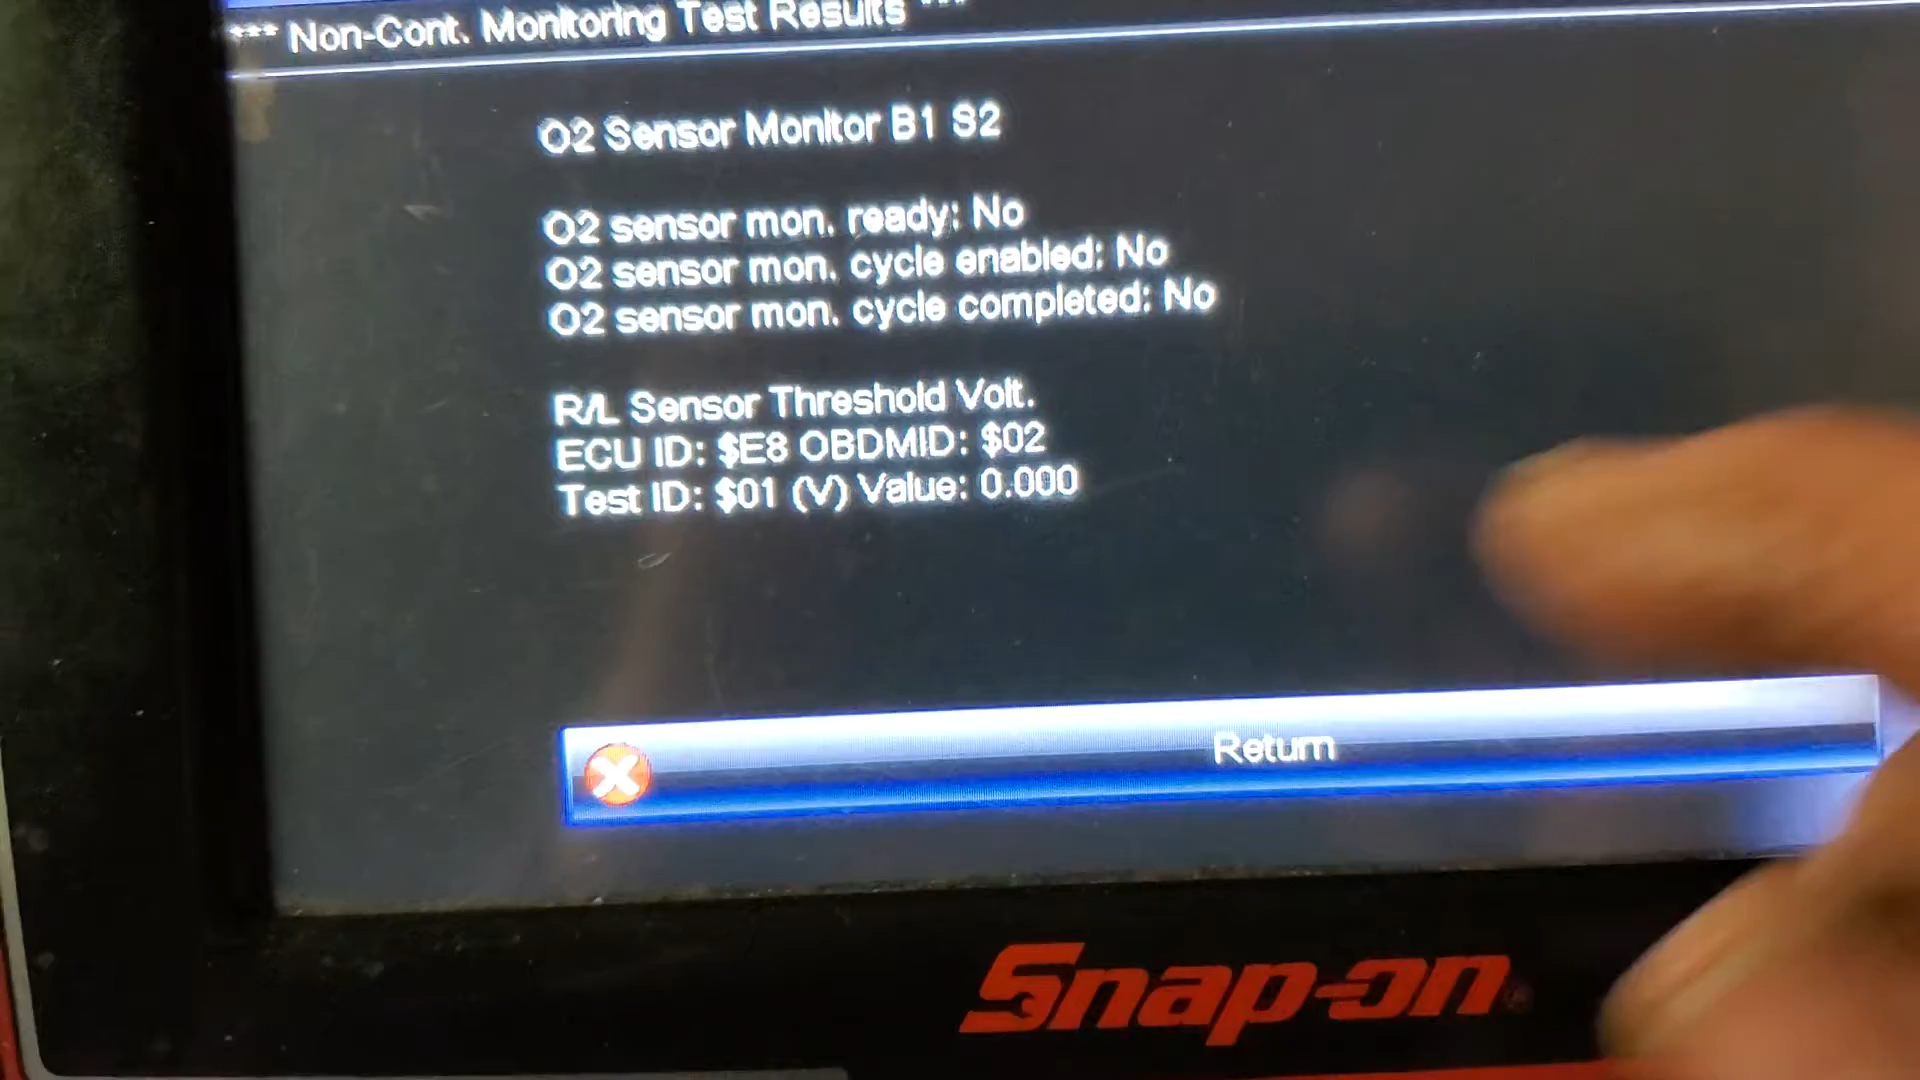 *** Non-Cont. Monitoring Test Results ***
O2 Sensor Monitor B1 S2
O2 sensor mon. ready: No
O2 sensor mon. cycle enabled: No
O2 sensor mon. cycle completed: No
R/L Sensor Threshold Volt.
ECU ID: $E8 OBDMID: $02
Test ID: $01 (V) Value: 0.000
Return
Snap-on®